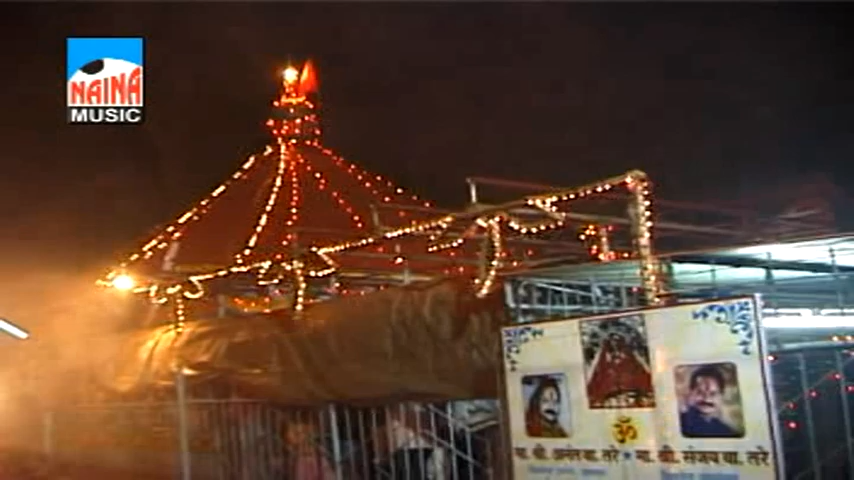 NAINA
MUSIC
ॐ
मा. श्री. अनंत वा. तरे • मा. श्री. संजय वा. तरे